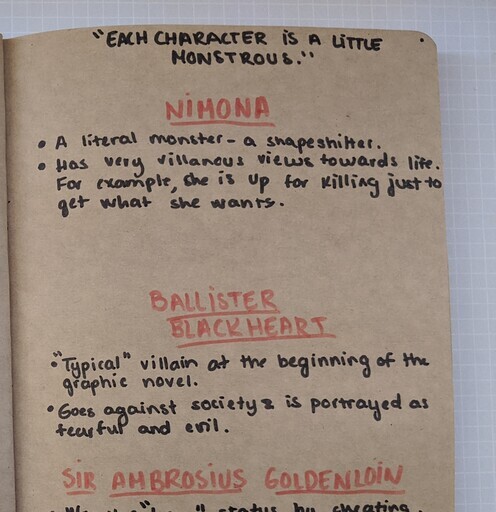 "EACH CHARACTER IS A LITTLE
MONSTROUS."
NIMONA
• A literal monster - a shapeshifter.
• Has very villanous views towards life.
For example, she is up for killing just to
get what she wants.
BALLISTER
BLACKHEART
• "Typical" villain at the beginning of the
graphic novel.
• Goes against society & is portrayed as
fearful and evil.
SIR AMBROSIUS GOLDENLOIN
status by cheating.